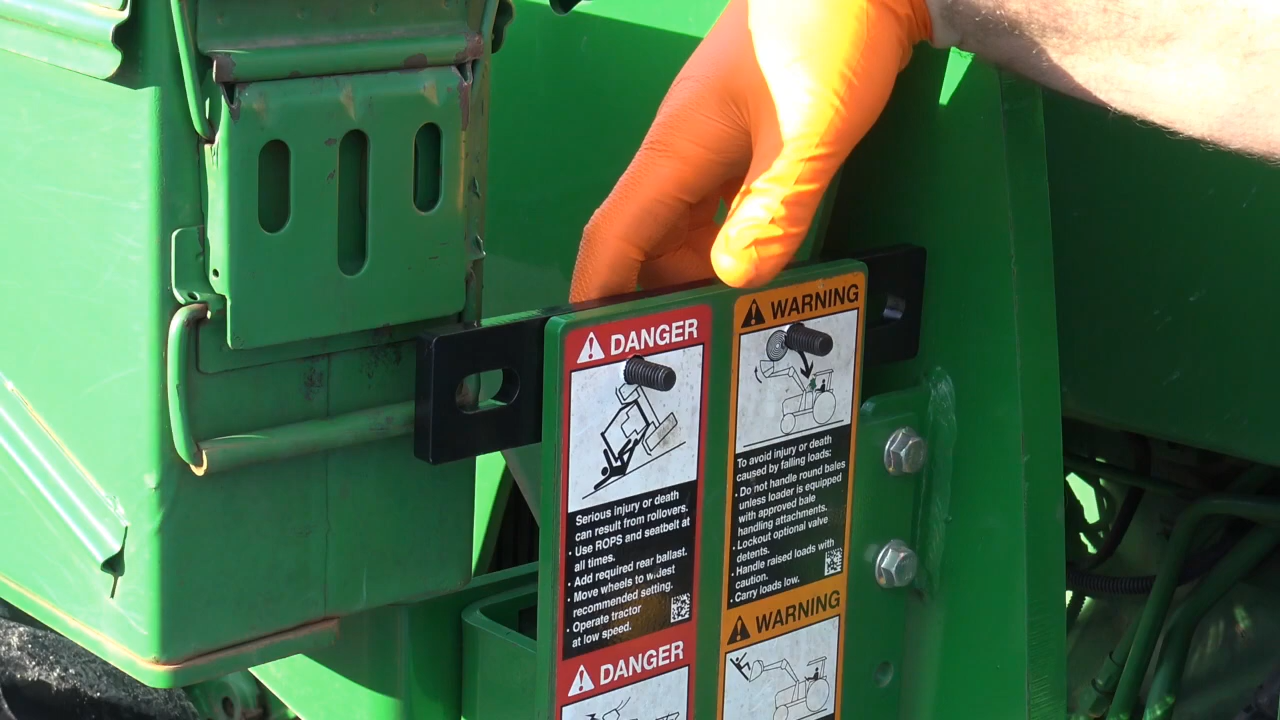 DANGER
Serious injury or death
can result from rollovers.
• Use ROPS and seatbelt at
all times.
• Add required rear ballast.
• Move wheels to widest
recommended setting.
• Operate tractor
at low speed.
DANGER
WARNING
To avoid injury or death
caused by falling loads:
• Do not handle round bales
unless loader is equipped
with approved bale
handling attachments.
• Lockout optional valve
detents.
• Handle raised loads with
caution.
• Carry loads low.
WARNING